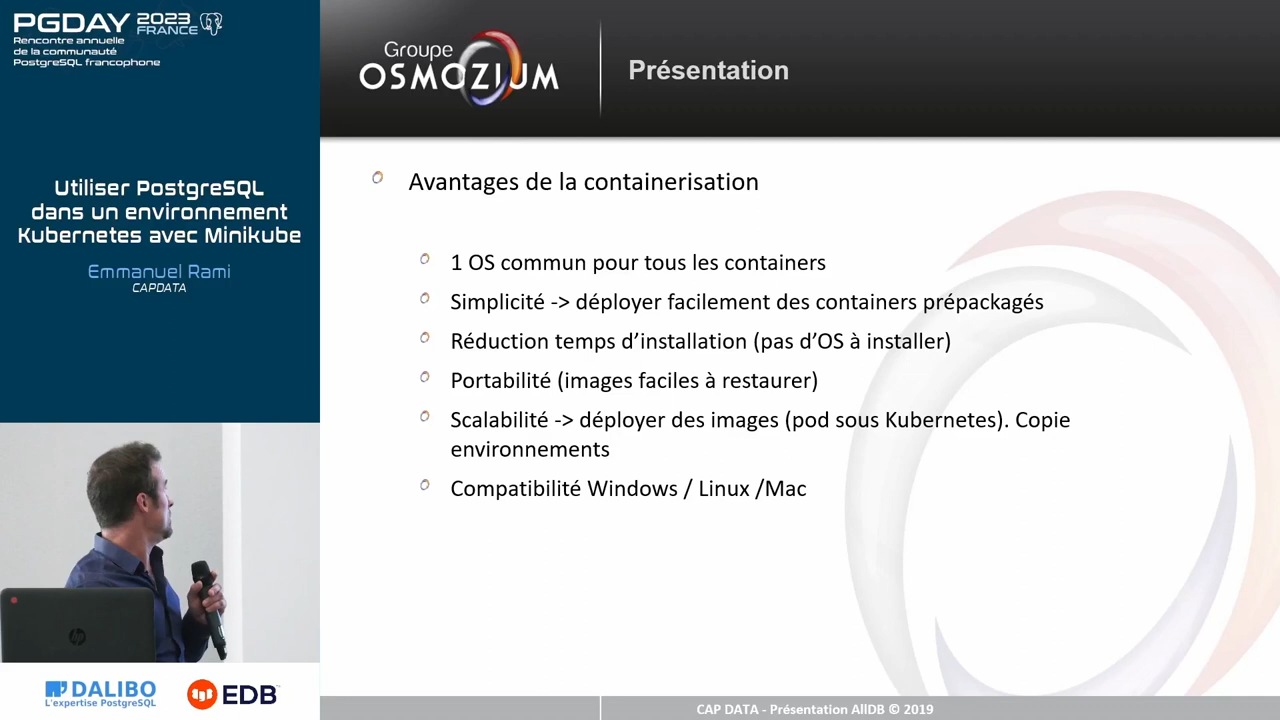 PGDAY 2023 FRANCE
Rencontre annuelle
de la communauté
PostgreSQL francophone
Utiliser PostgreSQL
dans un environnement
Kubernetes avec Minikube
Emmanuel Rami
CAPDATA
hp
DALIBO
L'expertise PostgreSQL
EDB
Groupe
OSMOZIUM
Présentation
Avantages de la containerisation
1 OS commun pour tous les containers
Simplicité -> déployer facilement des containers prépackagés
Réduction temps d’installation (pas d’OS à installer)
Portabilité (images faciles à restaurer)
Scalabilité -> déployer des images (pod sous Kubernetes). Copie
environnements
Compatibilité Windows / Linux /Mac
CAP DATA - Présentation AllDB © 2019